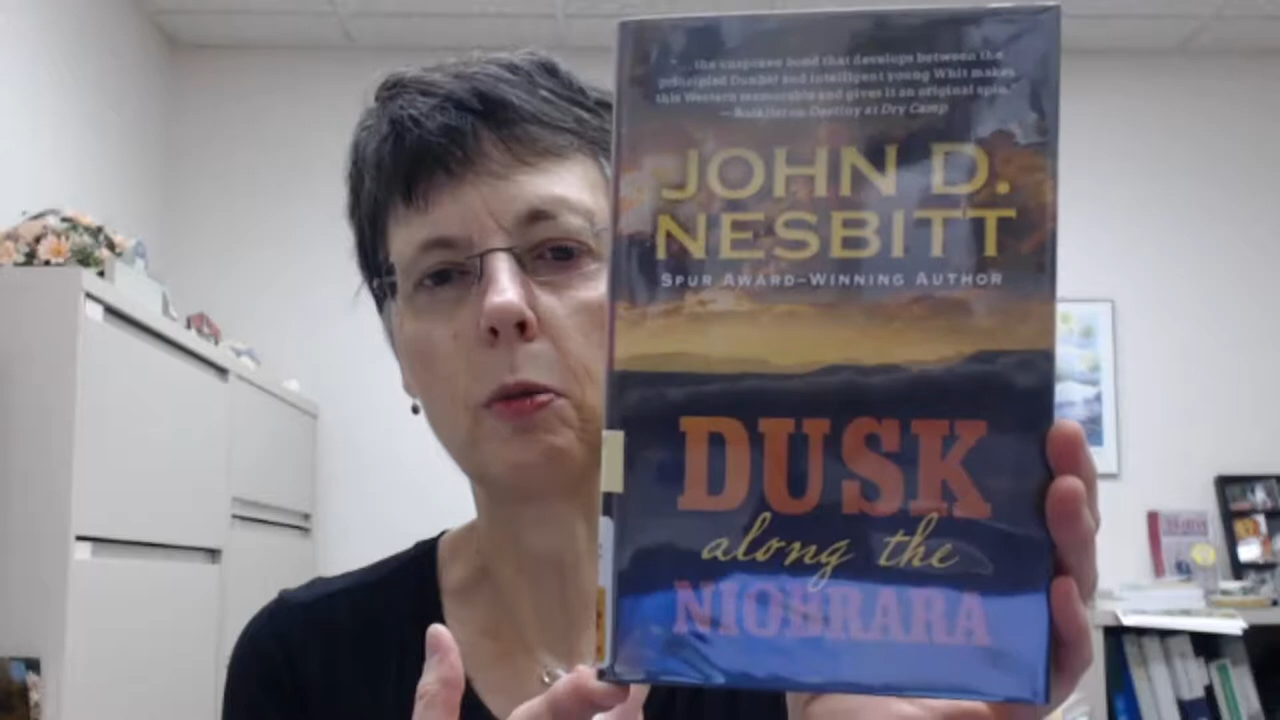 "... the unspoken bond that develops between the
principled Dunbar and intelligent young Whit makes
this Western memorable and gives it an original spin."
—Booklist on Destiny at Dry Camp
JOHN D.
NESBITT
SPUR AWARD–WINNING AUTHOR
DUSK
along the
NIOBRARA